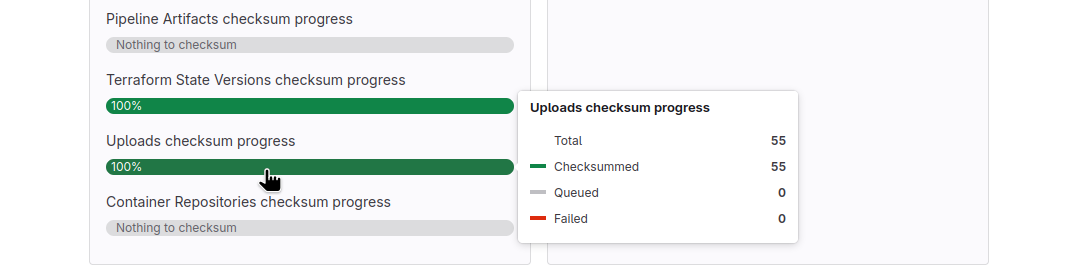 Pipeline Artifacts checksum progress
Nothing to checksum
Terraform State Versions checksum progress
100%
Uploads checksum progress
100%
Container Repositories checksum progress
Nothing to checksum
Uploads checksum progress
Total 55
Checksummed 55
Queued 0
Failed 0